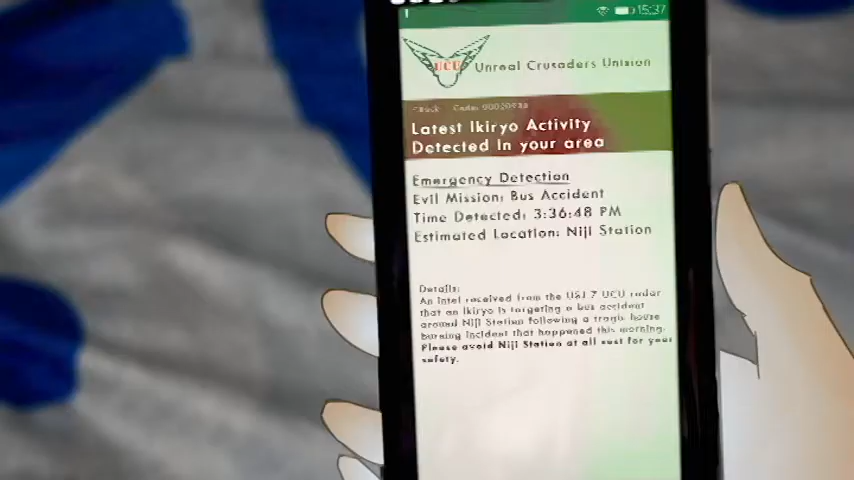 15:37
UCU Unreal Crusaders Unision
Latest Ikiryo Activity
Detected in your area
Emergency Detection
Evil Mission: Bus Accident
Time Detected: 3:36:48 PM
Estimated Location: Niji Station
Details:
An intel received from the USJ 7 UCU radar
that an Ikiryo is targeting a bus accident
around Niji Station following a tragic house
burning incident that happened this morning.
Please avoid Niji Station at all cost for your
safety.